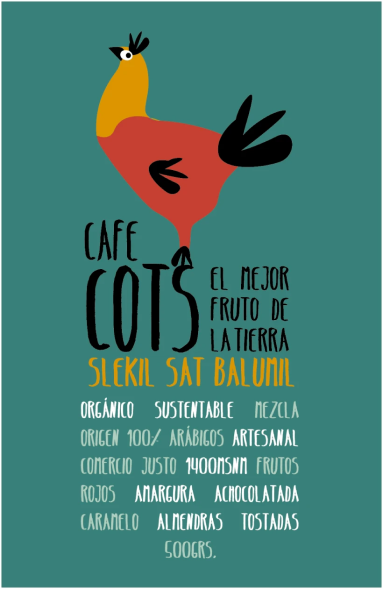 CAFE
COTS
EL MEJOR
FRUTO DE
LA TIERRA
SLEKIL SAT BALUMIL
ORGÁNICO SUSTENTABLE MEZCLA
ORIGEN 100/ ARÁBIGOS ARTESANAL
COMERCIO JUSTO 1400MSNM FRUTOS
ROJOS AMARGURA ACHOCOLATADA
CARAMELO ALMENDRAS TOSTADAS
500GRS.